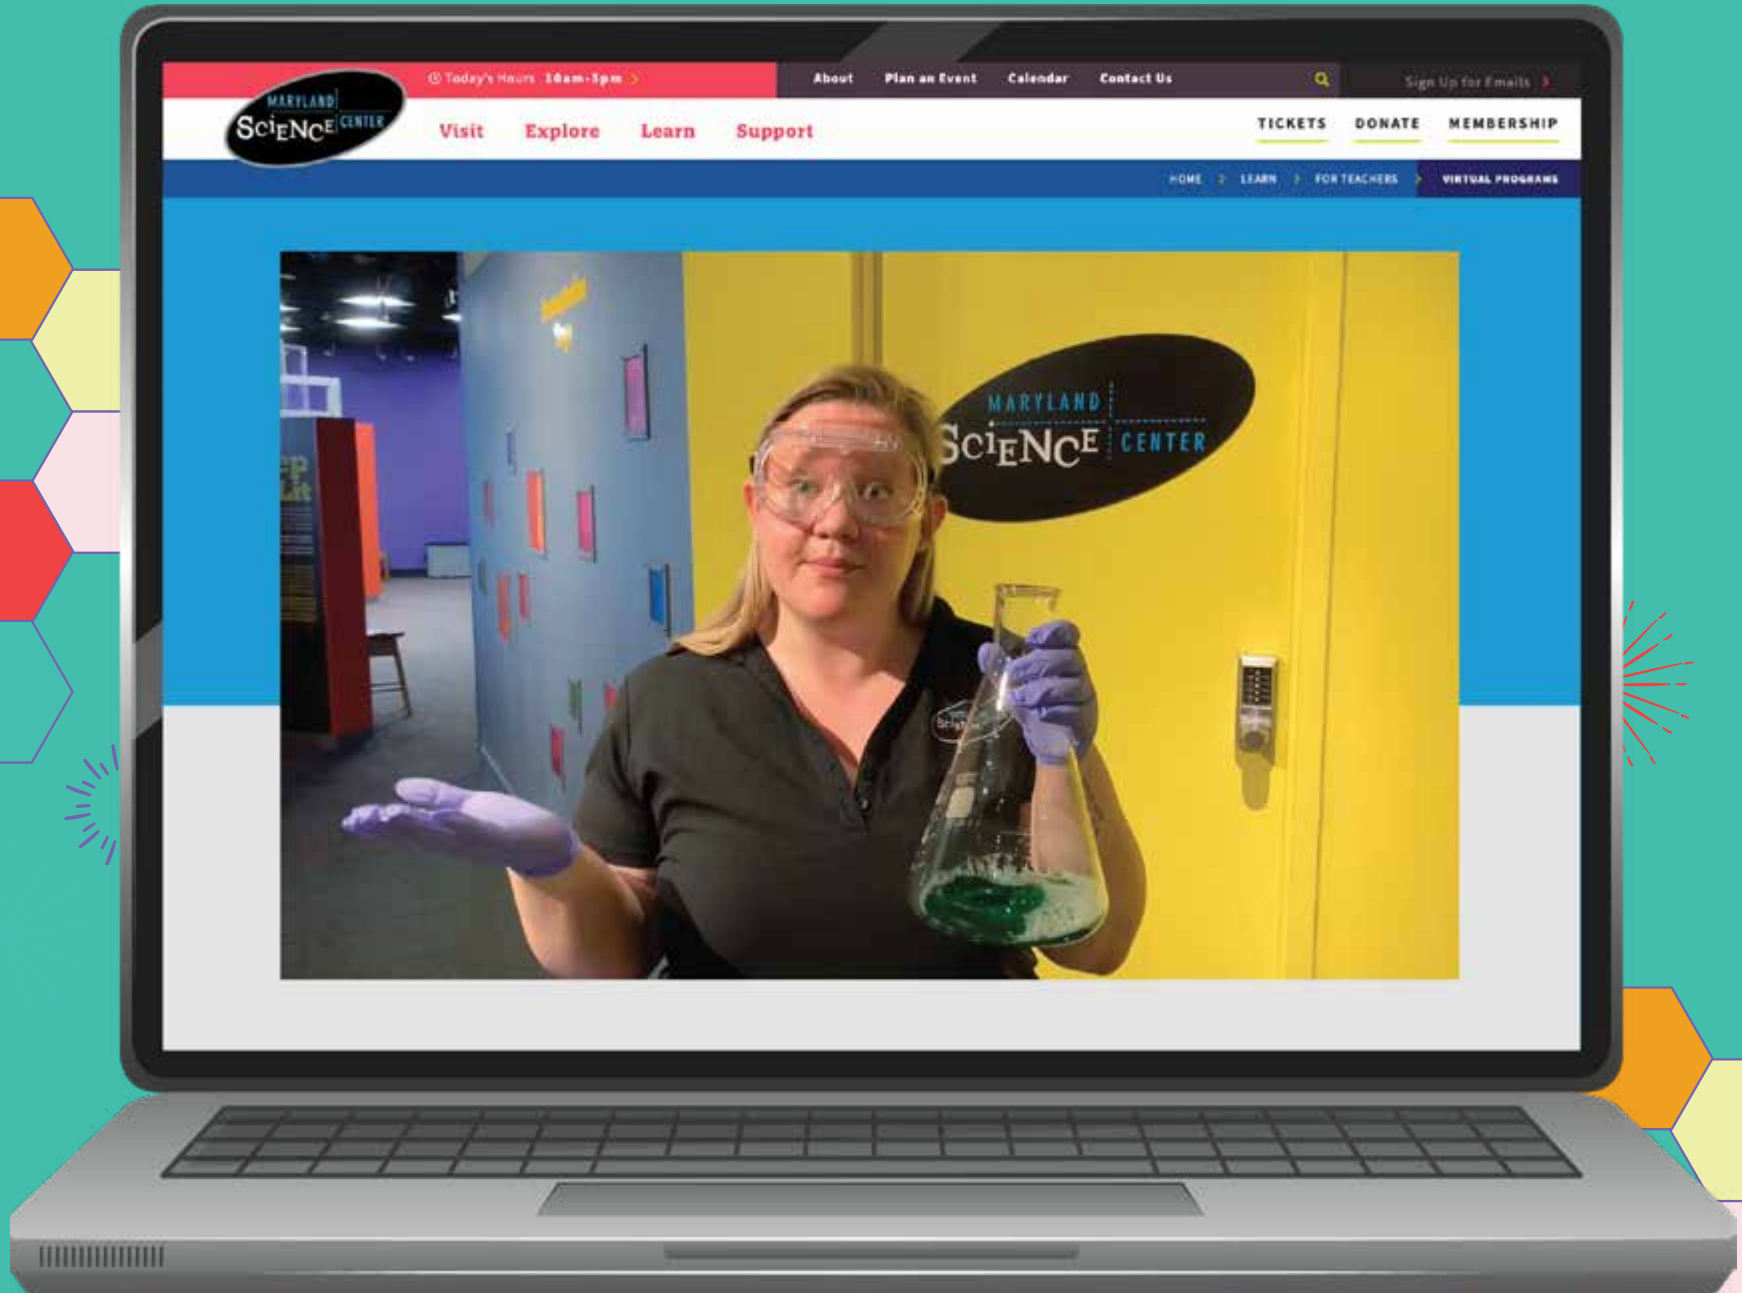 Today's Hours 10am-5pm >
About Plan an Event Calendar Contact Us
Sign Up for Emails >
MARYLAND
SCiENCE CENTER
Visit Explore Learn Support
TICKETS DONATE MEMBERSHIP
HOME > LEARN > FOR TEACHERS > VIRTUAL PROGRAMS
MARYLAND
SCiENCE CENTER